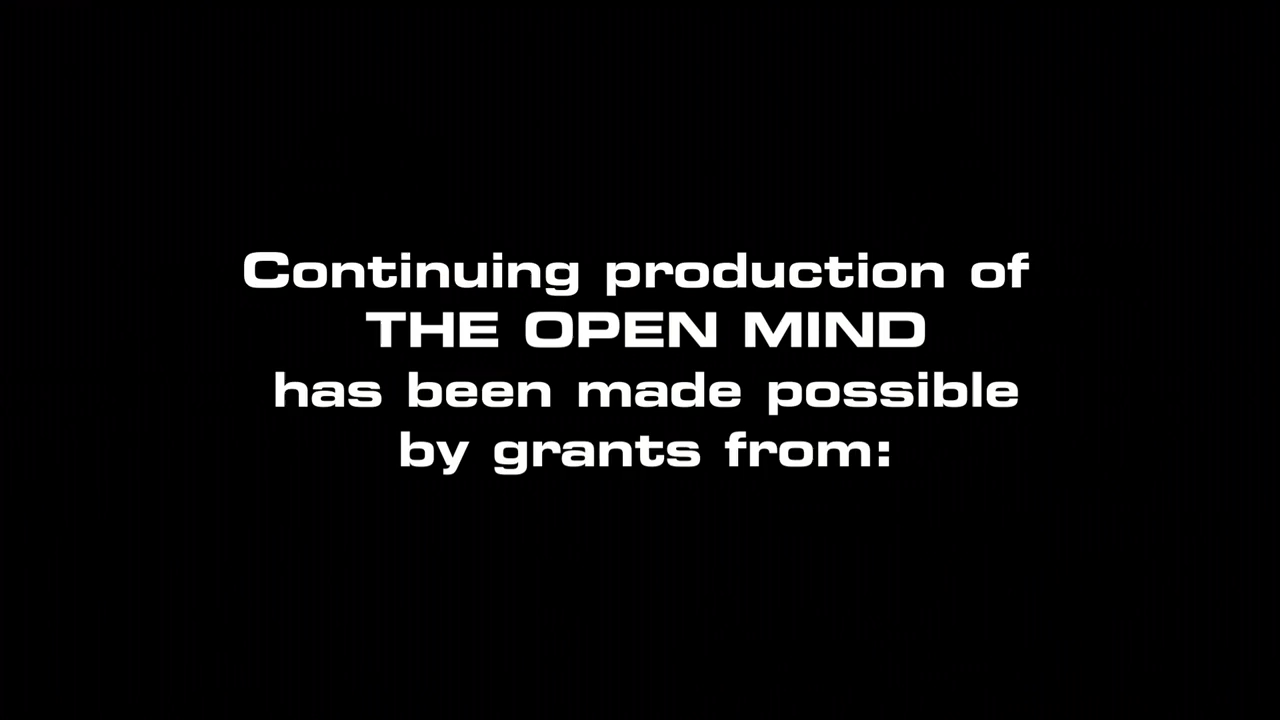 Continuing production of
THE OPEN MIND
has been made possible
by grants from: